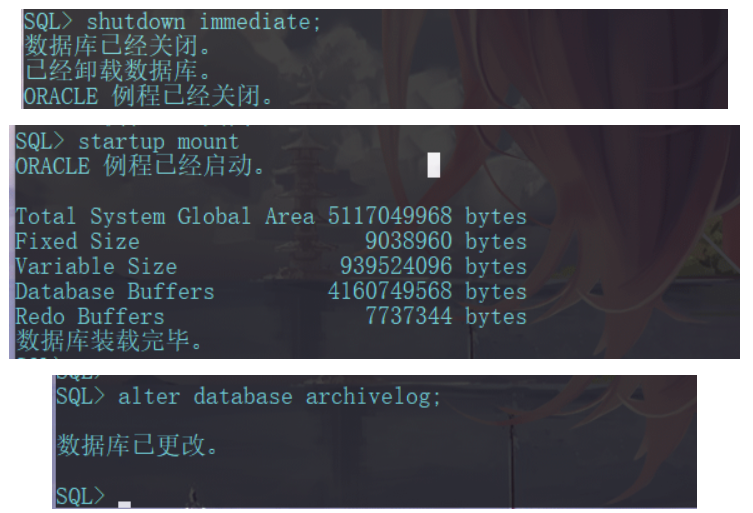 SQL> shutdown immediate;
数据库已经关闭。
已经卸载数据库。
ORACLE 例程已经关闭。
SQL> startup mount
ORACLE 例程已经启动。
Total System Global Area 5117049968 bytes
Fixed Size 9038960 bytes
Variable Size 939524096 bytes
Database Buffers 4160749568 bytes
Redo Buffers 7737344 bytes
数据库装载完毕。
SQL> alter database archivelog;
数据库已更改。
SQL>